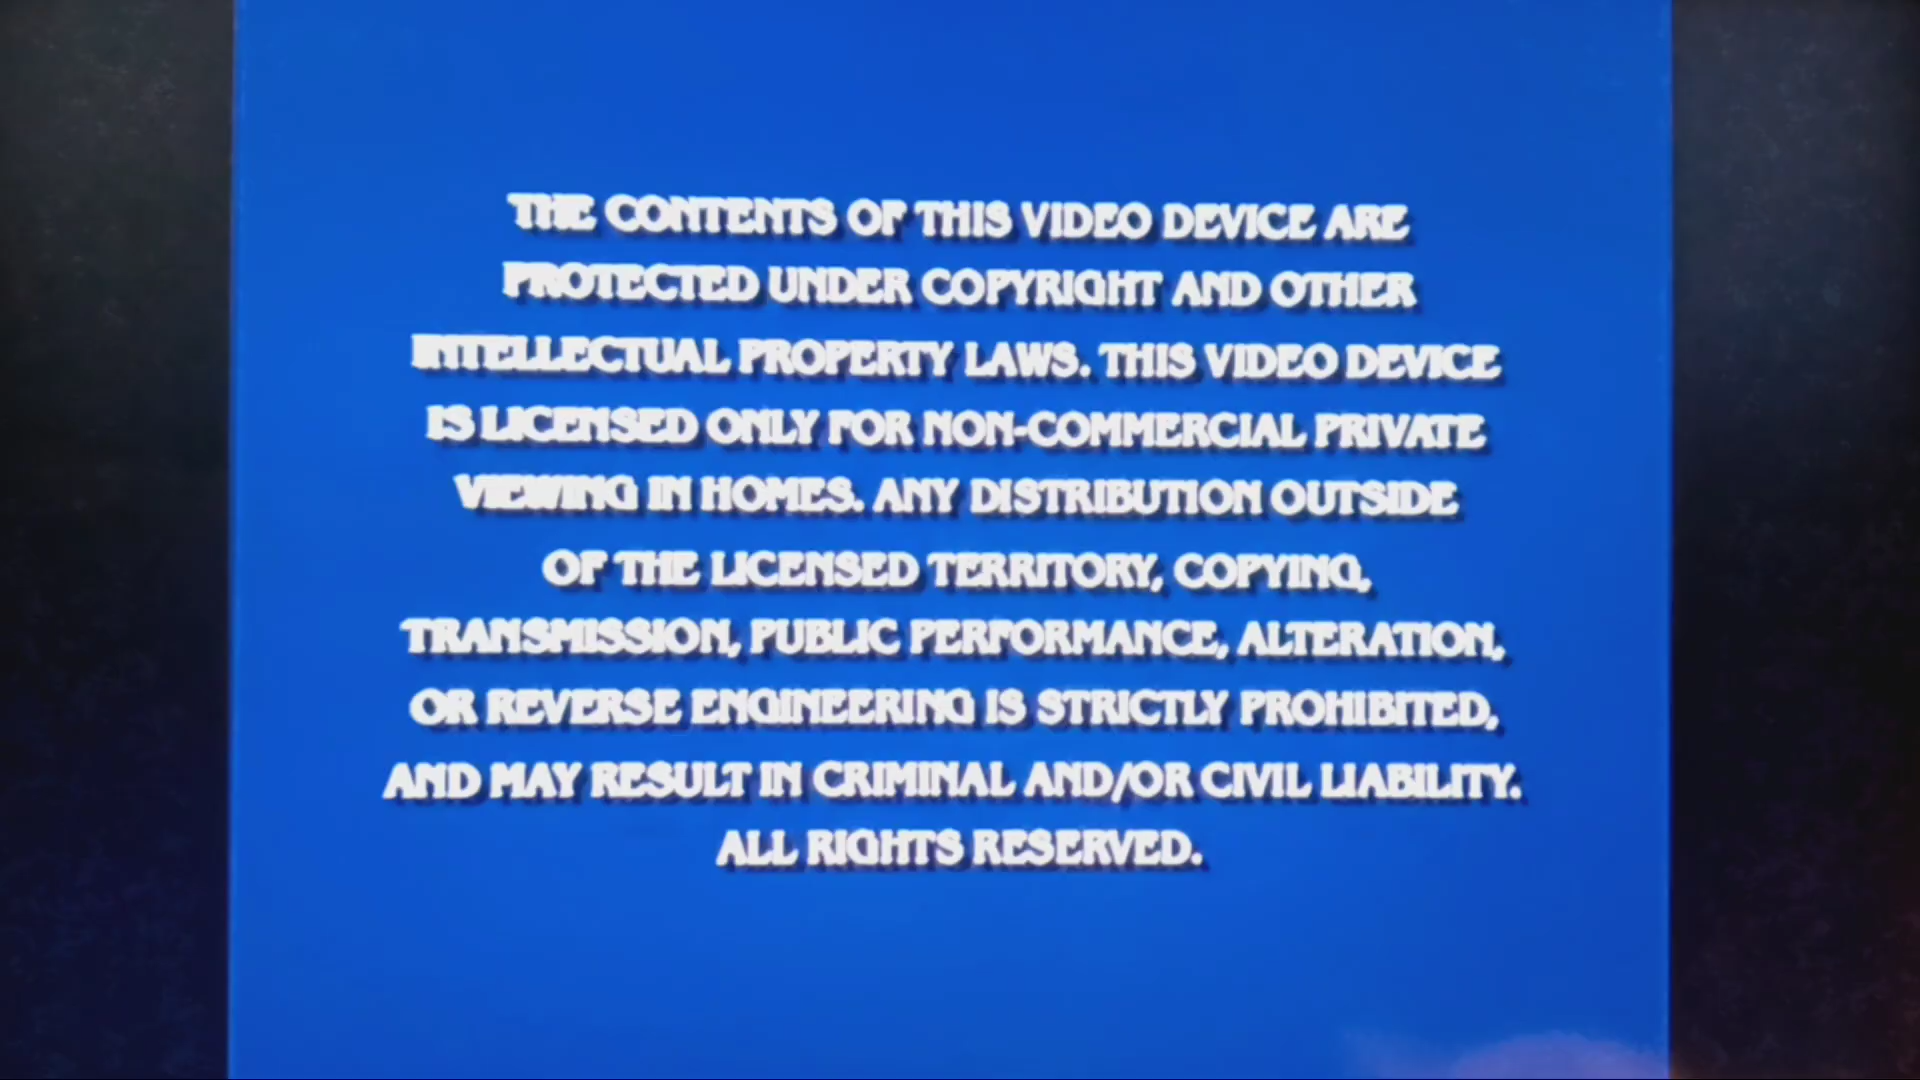 THE CONTENTS OF THIS VIDEO DEVICE ARE
PROTECTED UNDER COPYRIGHT AND OTHER
INTELLECTUAL PROPERTY LAWS. THIS VIDEO DEVICE
IS LICENSED ONLY FOR NON-COMMERCIAL PRIVATE
VIEWING IN HOMES. ANY DISTRIBUTION OUTSIDE
OF THE LICENSED TERRITORY, COPYING,
TRANSMISSION, PUBLIC PERFORMANCE, ALTERATION,
OR REVERSE ENGINEERING IS STRICTLY PROHIBITED,
AND MAY RESULT IN CRIMINAL AND/OR CIVIL LIABILITY.
ALL RIGHTS RESERVED.